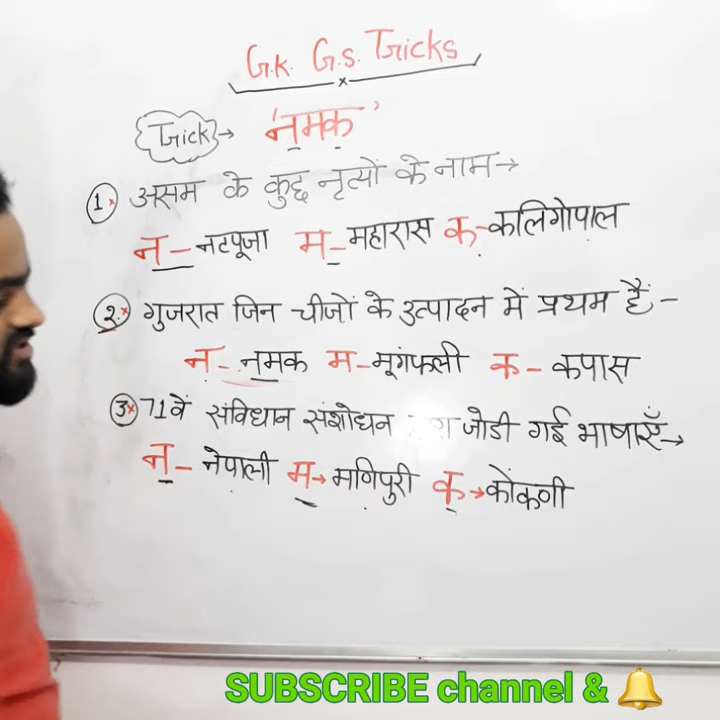 G.K. G.S. Tricks
Trick → 'नमक'
1× असम के कुछ नृत्यों के नाम →
न – नटपूजा म – महारास क – कलिगोपाल
2.× गुजरात जिन चीजों के उत्पादन में प्रथम है –
न – नमक म – मूंगफली क – कपास
3× 71वें संविधान संशोधन जोडी गई भाषाएँ →
न – नेपाली म → मणिपुरी क → कोंकणी
SUBSCRIBE channel & 🔔